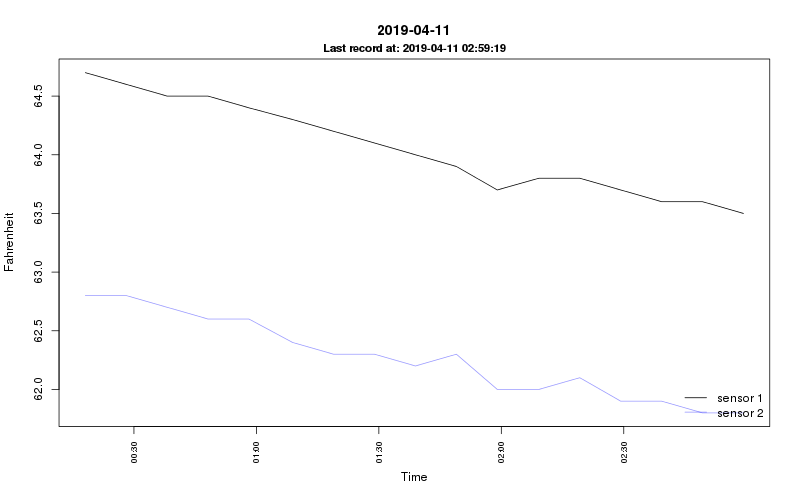 2019-04-11
Last record at: 2019-04-11 02:59:19
Fahrenheit
64.5
64.0
63.5
63.0
62.5
62.0
sensor 1
sensor 2
00:30
01:00
01:30
02:00
02:30
Time